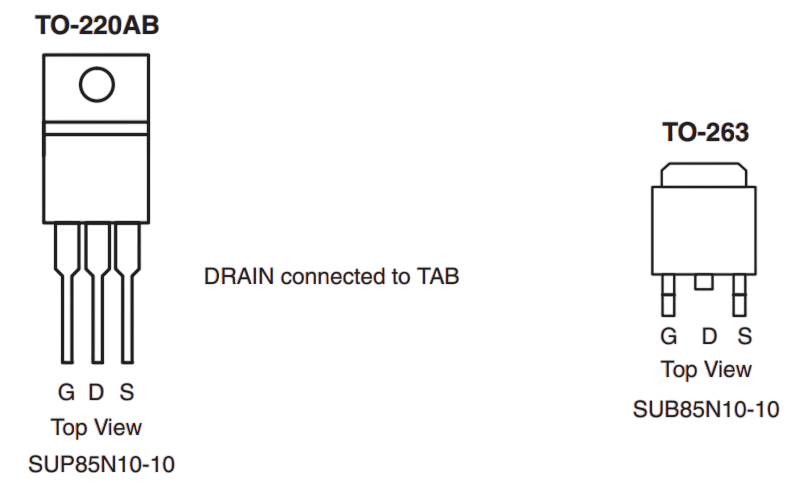 TO-220AB
G D S
Top View
SUP85N10-10
DRAIN connected to TAB
TO-263
G D S
Top View
SUB85N10-10